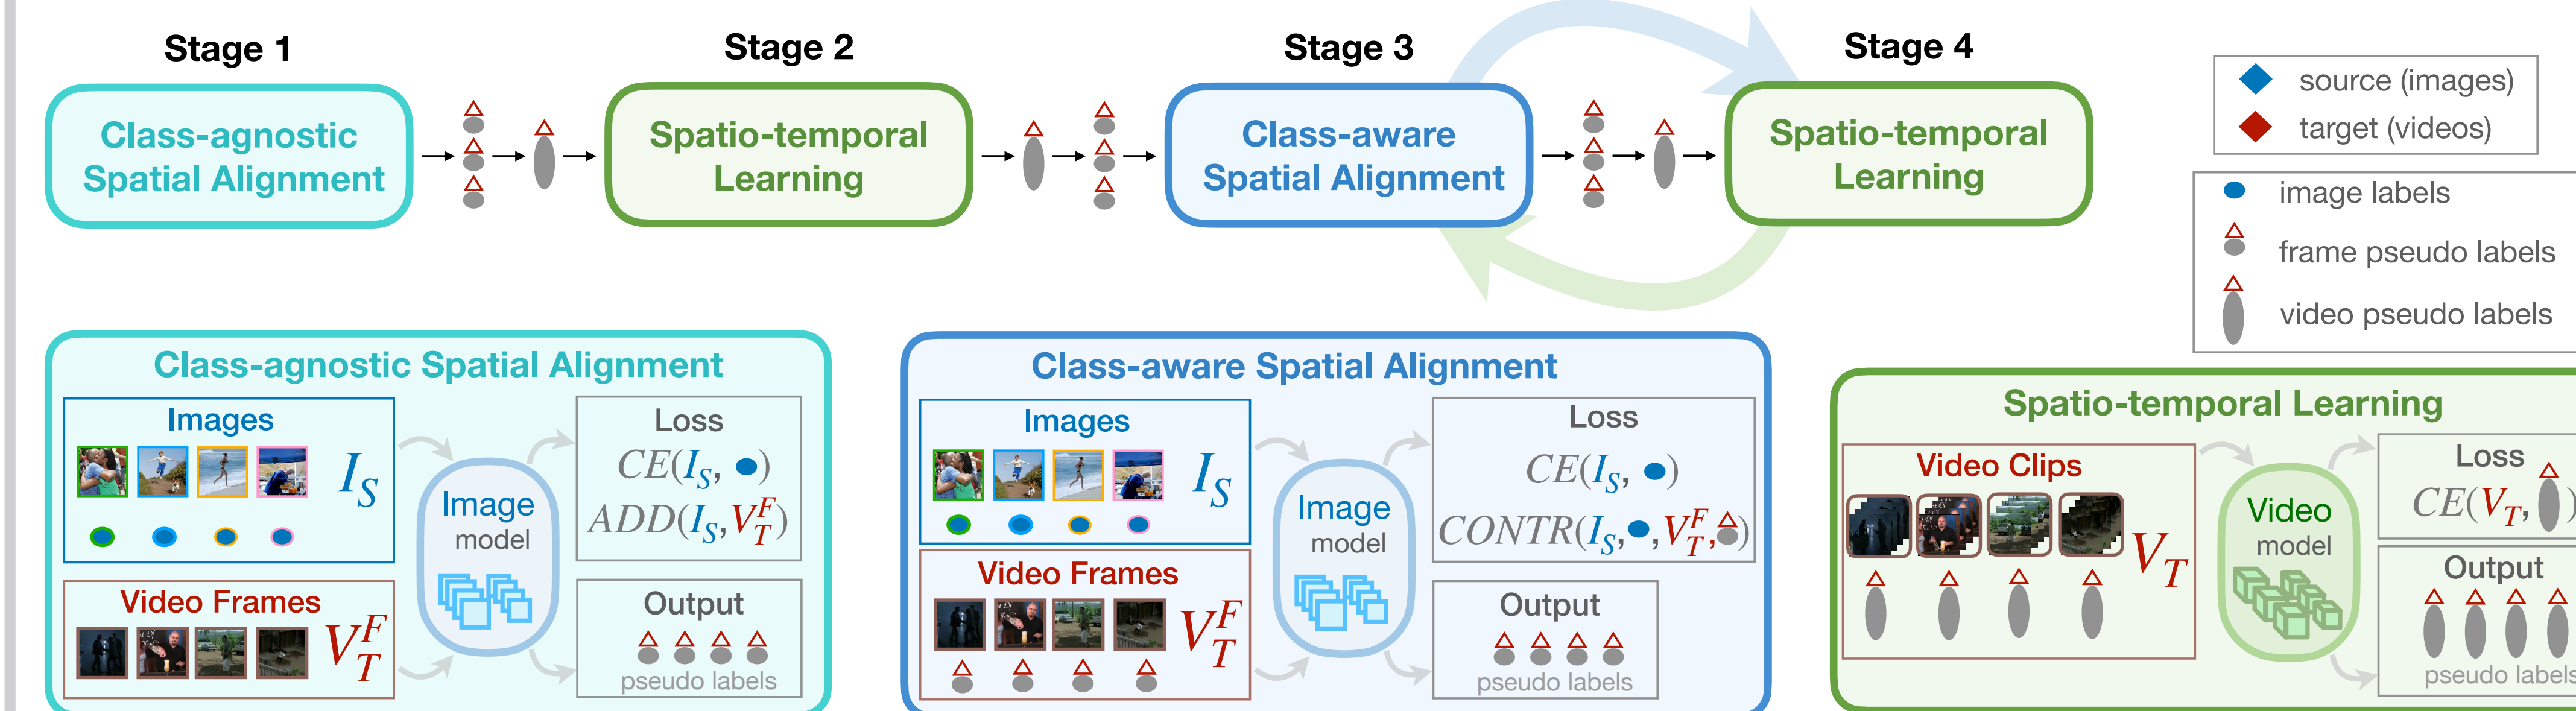 Stage 1
Stage 2
Stage 3
Stage 4
Class-agnostic
Spatial Alignment
Spatio-temporal
Learning
Class-aware
Spatial Alignment
Spatio-temporal
Learning
source (images)
target (videos)
image labels
frame pseudo labels
video pseudo labels
Class-agnostic Spatial Alignment
Images
I_S
Video Frames
V_T^F
Image
model
Loss
CE(I_S, )
ADD(I_S,V_T^F)
Output
pseudo labels
Class-aware Spatial Alignment
Images
I_S
Video Frames
V_T^F
Image
model
Loss
CE(I_S, )
CONTR(I_S, ,V_T^F, )
Output
pseudo labels
Spatio-temporal Learning
Video Clips
V_T
Video
model
Loss
CE(V_T, )
Output
pseudo labels